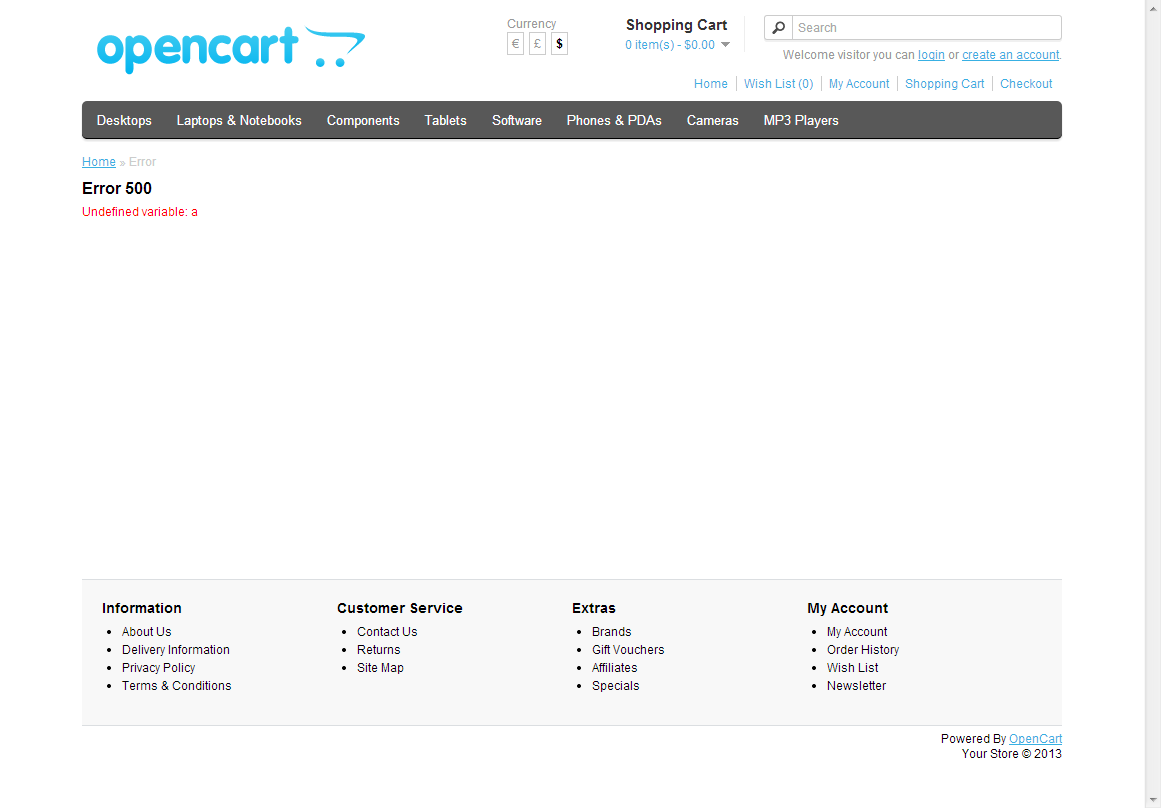 opencart
Currency
€ £ $
Shopping Cart
0 item(s) - $0.00
Search
Welcome visitor you can login or create an account.
Home Wish List (0) My Account Shopping Cart Checkout
Desktops Laptops & Notebooks Components Tablets Software Phones & PDAs Cameras MP3 Players
Home » Error
Error 500
Undefined variable: a
Information
About Us
Delivery Information
Privacy Policy
Terms & Conditions
Customer Service
Contact Us
Returns
Site Map
Extras
Brands
Gift Vouchers
Affiliates
Specials
My Account
My Account
Order History
Wish List
Newsletter
Powered By OpenCart
Your Store © 2013